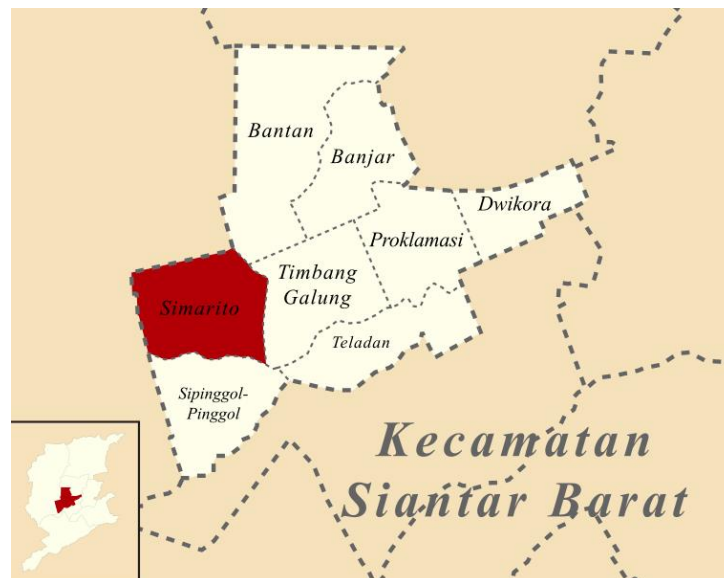 Bantan
Banjar
Dwikora
Proklamasi
Timbang
Galung
Simarito
Teladan
Sipinggol-
Pinggol
Kecamatan
Siantar Barat